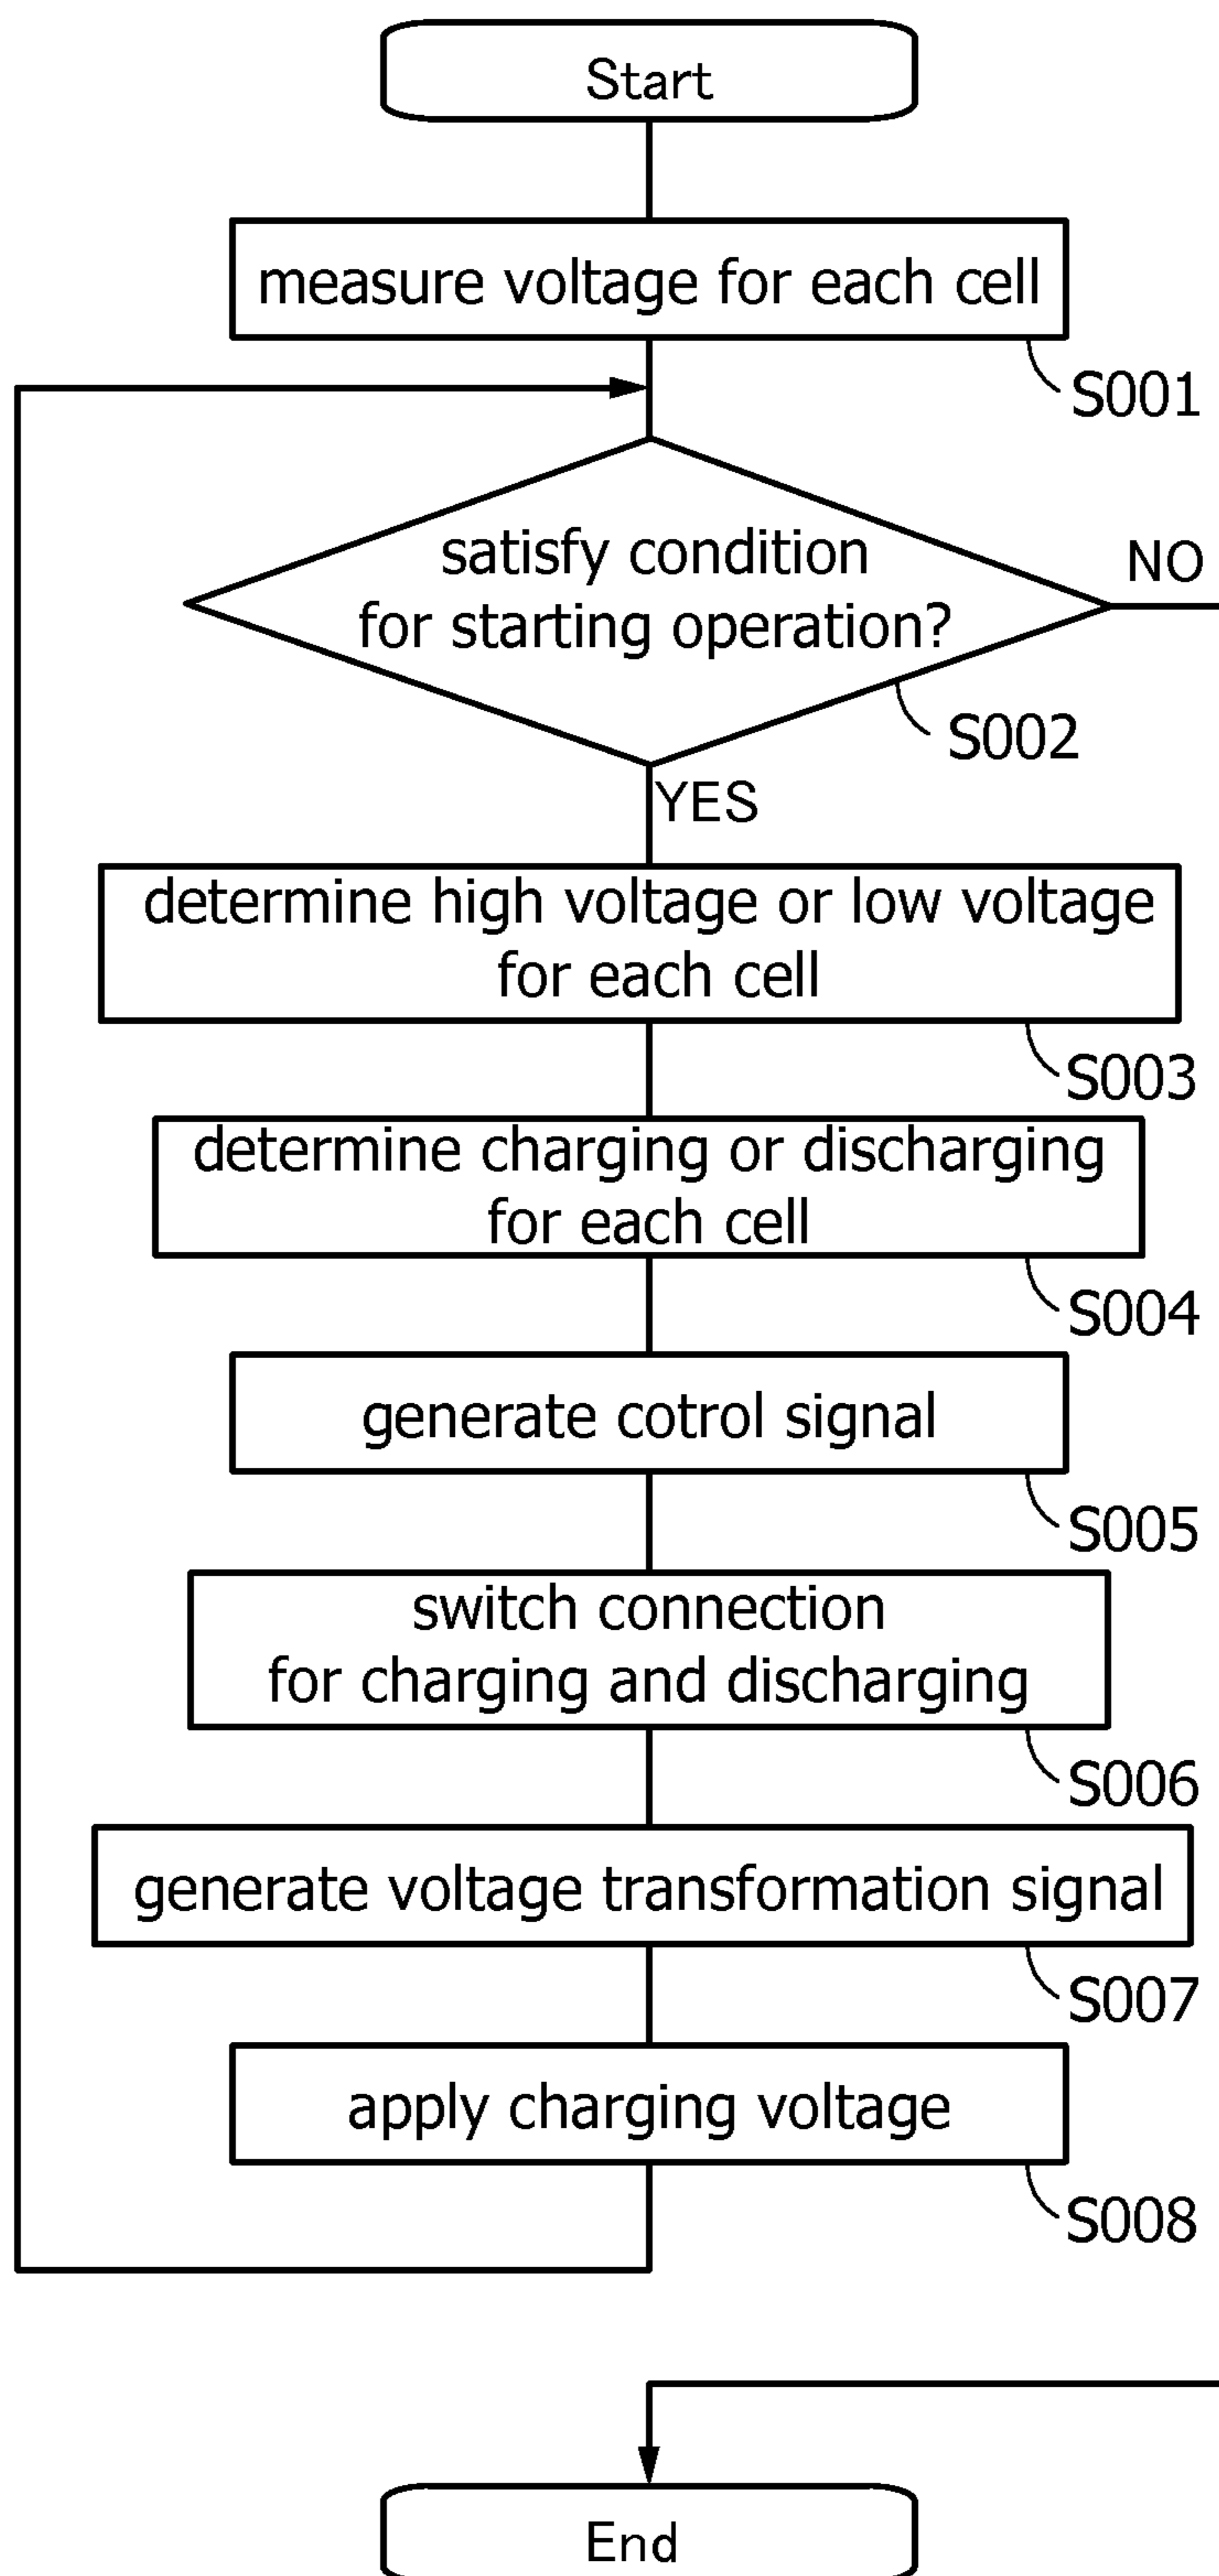 Start
measure voltage for each cell
S001
satisfy condition
for starting operation?
NO
S002
YES
determine high voltage or low voltage
for each cell
S003
determine charging or discharging
for each cell
S004
generate cotrol signal
S005
switch connection
for charging and discharging
S006
generate voltage transformation signal
S007
apply charging voltage
S008
End